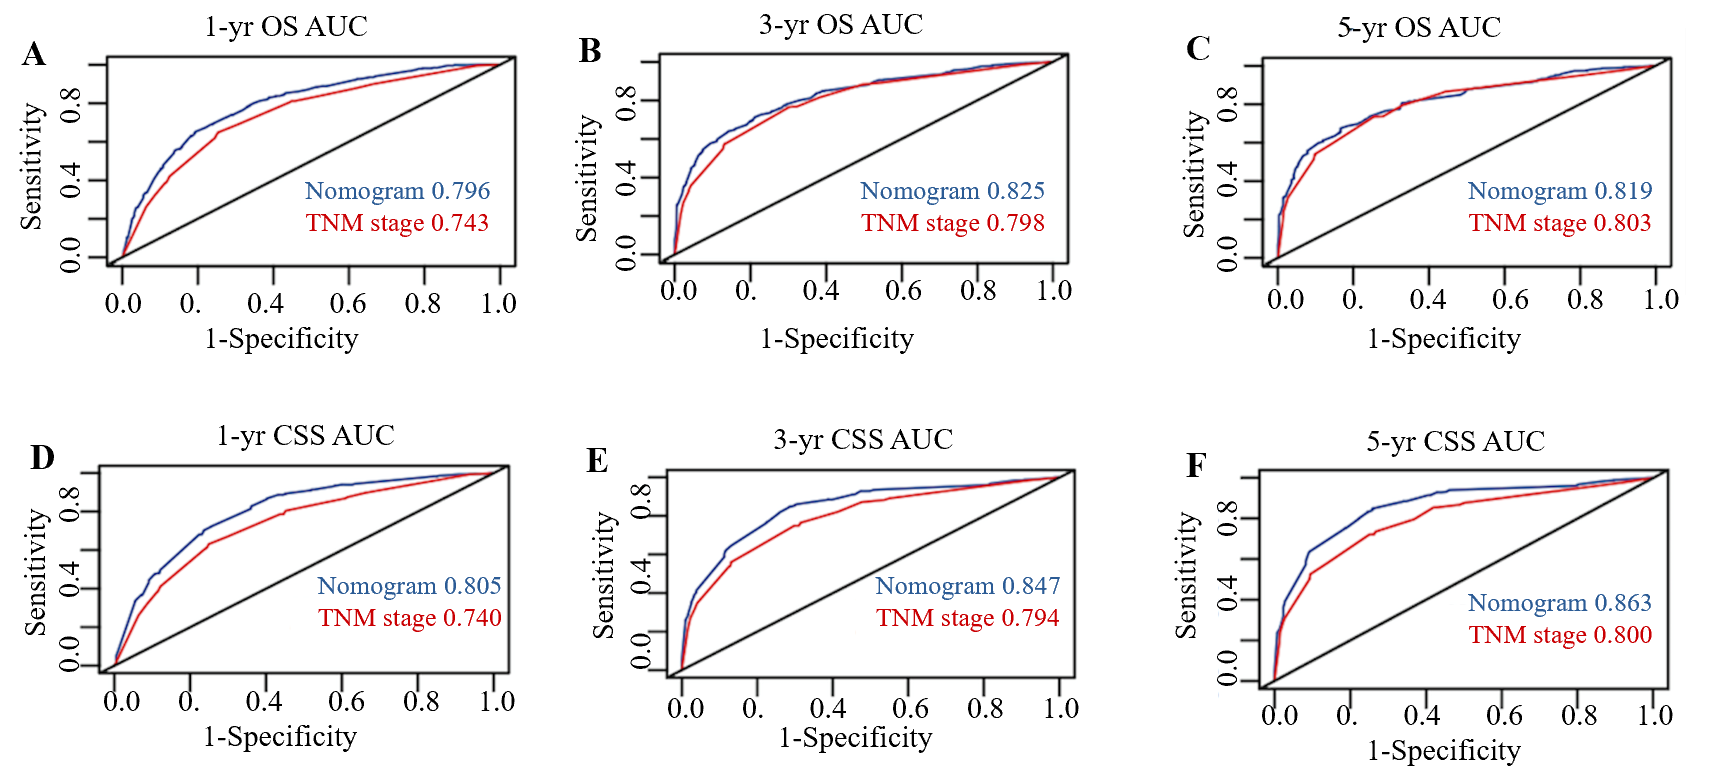 A
1-yr OS AUC
Sensitivity
0.8
0.4
0.0
Nomogram 0.796
TNM stage 0.743
0.0 0. 0.4 0.6 0.8 1.0
1-Specificity
B
3-yr OS AUC
Sensitivity
0.8
0.4
0.0
Nomogram 0.825
TNM stage 0.798
0.0 0. 0.4 0.6 0.8 1.0
1-Specificity
C
5-yr OS AUC
Sensitivity
0.8
0.4
0.0
Nomogram 0.819
TNM stage 0.803
0.0 0. 0.4 0.6 0.8 1.0
1-Specificity
D
1-yr CSS AUC
Sensitivity
0.8
0.4
0.0
Nomogram 0.805
TNM stage 0.740
0.0 0. 0.4 0.6 0.8 1.0
1-Specificity
E
3-yr CSS AUC
Sensitivity
0.8
0.4
0.0
Nomogram 0.847
TNM stage 0.794
0.0 0. 0.4 0.6 0.8 1.0
1-Specificity
F
5-yr CSS AUC
Sensitivity
0.8
0.4
0.0
Nomogram 0.863
TNM stage 0.800
0.0 0. 0.4 0.6 0.8 1.0
1-Specificity